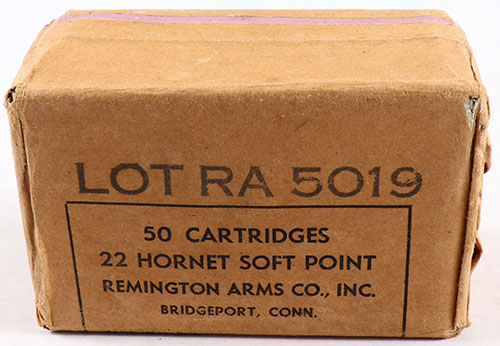 LOT RA 5019
50 CARTRIDGES
22 HORNET SOFT POINT
REMINGTON ARMS CO., INC.
BRIDGEPORT, CONN.